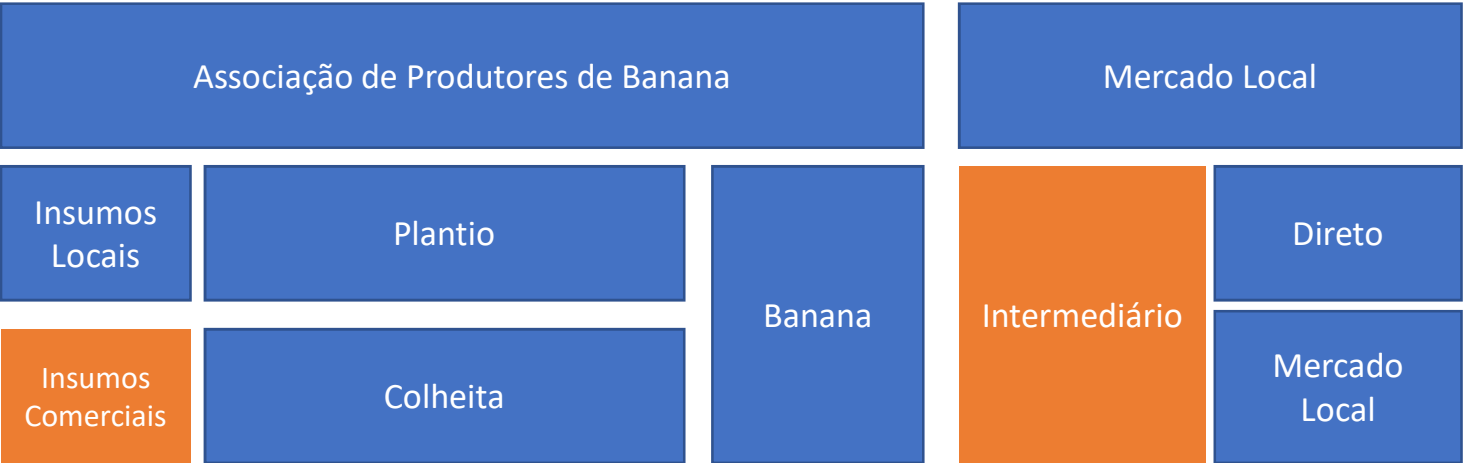 Associação de Produtores de Banana
Mercado Local
Insumos
Locais
Plantio
Banana
Intermediário
Direto
Insumos
Comerciais
Colheita
Mercado
Local